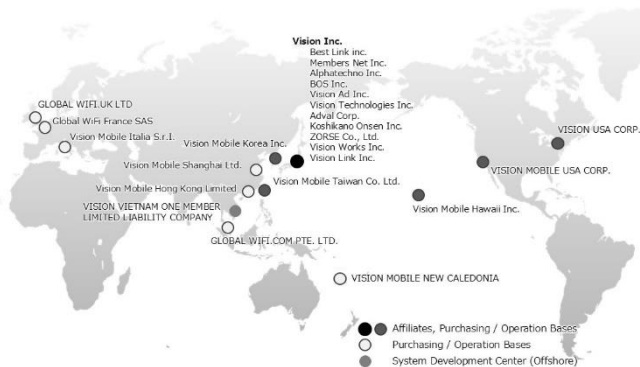 Vision Inc.
Best Link inc.
Members Net Inc.
Alphatechno Inc.
BOS Inc.
Vision Ad Inc.
Vision Technologies Inc.
Adval Corp.
Koshikano Onsen Inc.
ZORSE Co., Ltd.
Vision Works Inc.
Vision Link Inc.
GLOBAL WIFI.UK LTD
Global WiFi France SAS
Vision Mobile Italia S.r.l.
Vision Mobile Korea Inc.
Vision Mobile Shanghai Ltd.
Vision Mobile Hong Kong Limited
Vision Mobile Taiwan Co. Ltd.
VISION VIETNAM ONE MEMBER
LIMITED LIABILITY COMPANY
GLOBAL WIFI.COM PTE. LTD.
VISION USA CORP.
VISION MOBILE USA CORP.
Vision Mobile Hawaii Inc.
VISION MOBILE NEW CALEDONIA
Affiliates, Purchasing / Operation Bases
Purchasing / Operation Bases
System Development Center (Offshore)